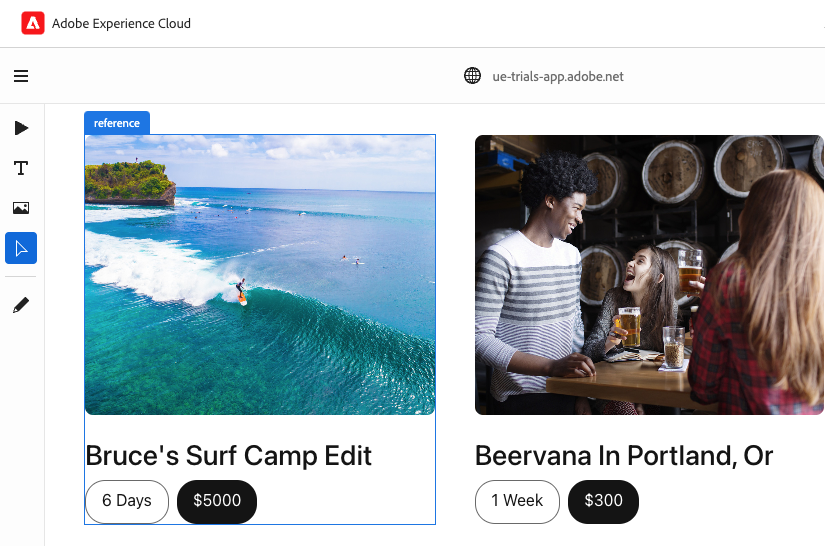 Adobe Experience Cloud
ue-trials-app.adobe.net
reference
Bruce's Surf Camp Edit
6 Days
$5000
Beervana In Portland, Or
1 Week
$300